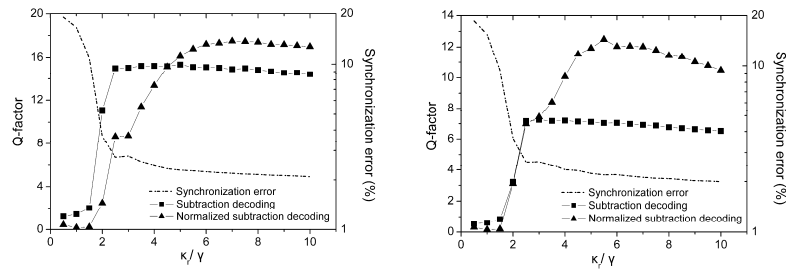 20
16
12
8
4
0
Q-factor
20
10
1
Synchronization error (%)
Synchronization error
Subtraction decoding
Normalized subtraction decoding
0
2
4
6
8
10
κr/ γ
14
12
10
8
6
4
2
0
Q-factor
20
10
1
Synchronization error (%)
Synchronization error
Subtraction decoding
Normalized subtraction decoding
0
2
4
6
8
10
κr/ γ